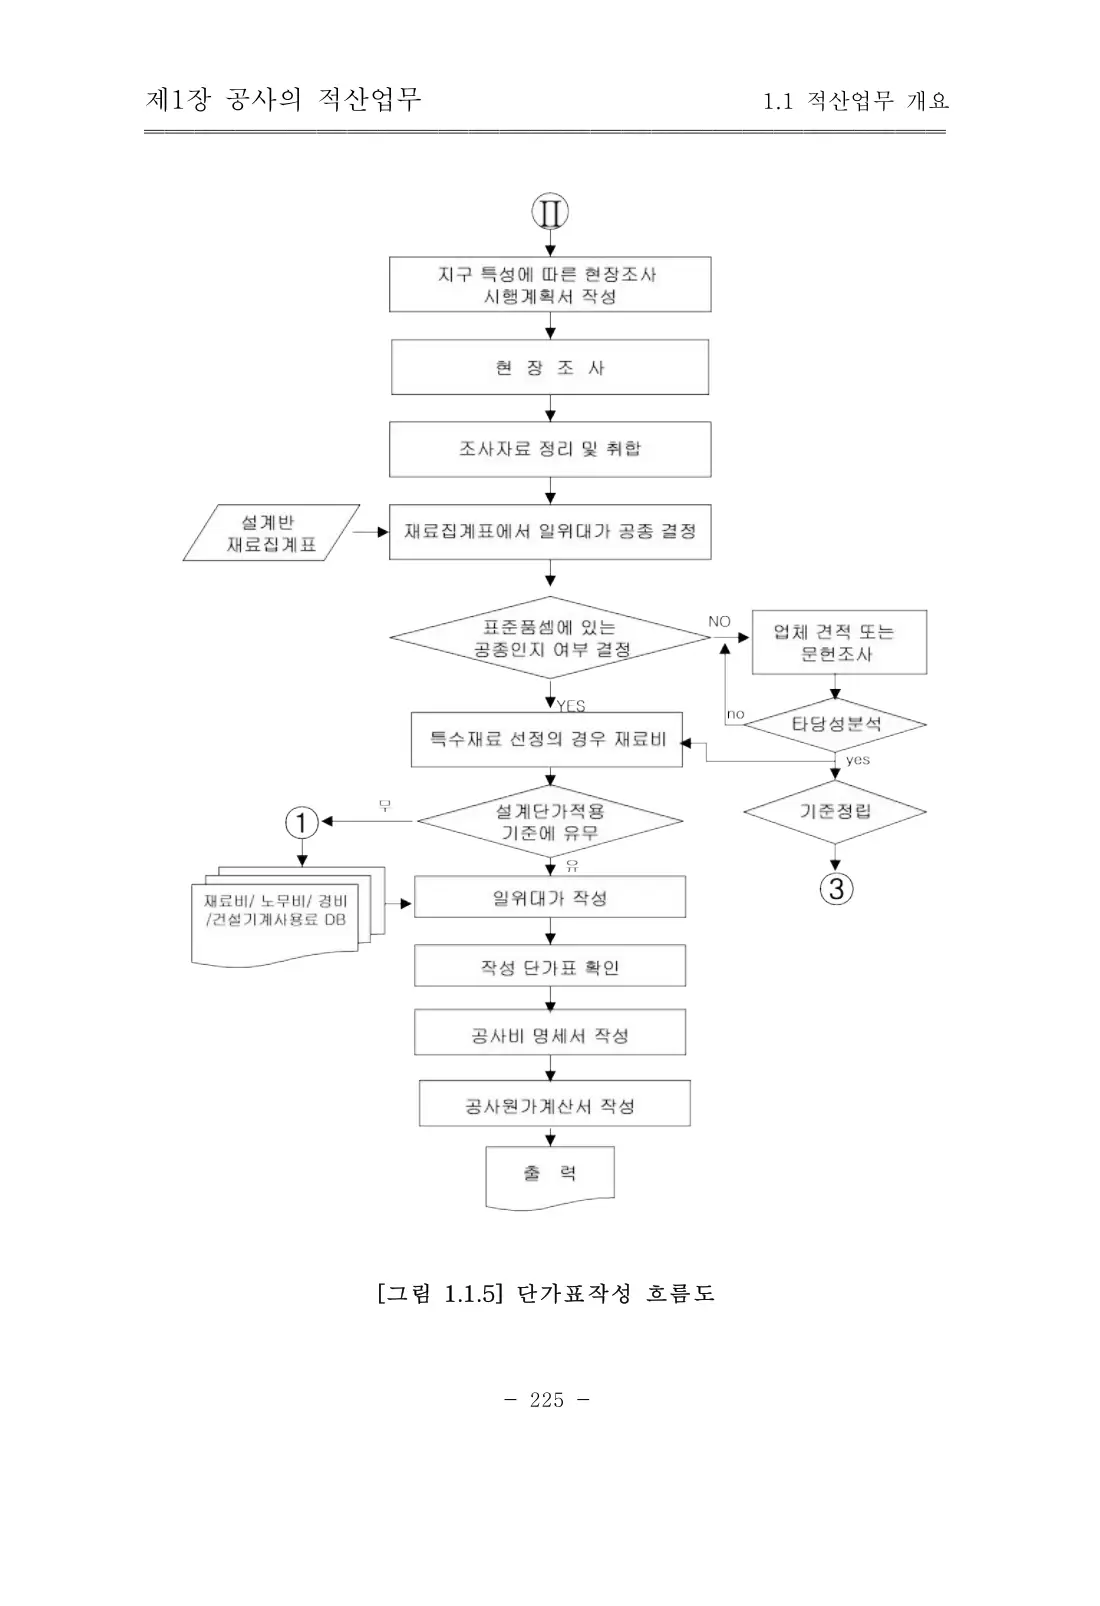 제1장 공사의 적산업무
1.1 적산업무 개요
Ⅱ
지구 특성에 따른 현장조사
시행계획서 작성
현 장 조 사
조사자료 정리 및 취합
설계반
재료집계표
재료집계표에서 일위대가 공종 결정
표준품셈에 있는
공종인지 여부 결정
NO
업체 견적 또는
문헌조사
YES
no
타당성분석
특수재료 선정의 경우 재료비
yes
기준정립
무
설계단가적용
기준에 유무
1
유
3
재료비/ 노무비/ 경비
/건설기계사용료 DB
일위대가 작성
작성 단가표 확인
공사비 명세서 작성
공사원가계산서 작성
출 력
[그림 1.1.5] 단가표작성 흐름도
- 225 -